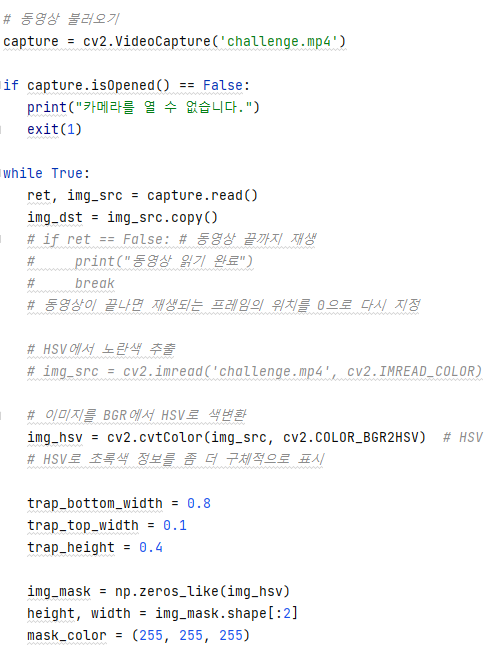 # 동영상 불러오기
capture = cv2.VideoCapture('challenge.mp4')
if capture.isOpened() == False:
print("카메라를 열 수 없습니다.")
exit(1)
while True:
ret, img_src = capture.read()
img_dst = img_src.copy()
# if ret == False: # 동영상 끝까지 재생
#     print("동영상 읽기 완료")
#     break
# 동영상이 끝나면 재생되는 프레임의 위치를 0으로 다시 지정
# HSV에서 노란색 추출
# img_src = cv2.imread('challenge.mp4', cv2.IMREAD_COLOR)
# 이미지를 BGR에서 HSV로 색변환
img_hsv = cv2.cvtColor(img_src, cv2.COLOR_BGR2HSV)  # HSV
# HSV로 초록색 정보를 좀 더 구체적으로 표시
trap_bottom_width = 0.8
trap_top_width = 0.1
trap_height = 0.4
img_mask = np.zeros_like(img_hsv)
height, width = img_mask.shape[:2]
mask_color = (255, 255, 255)